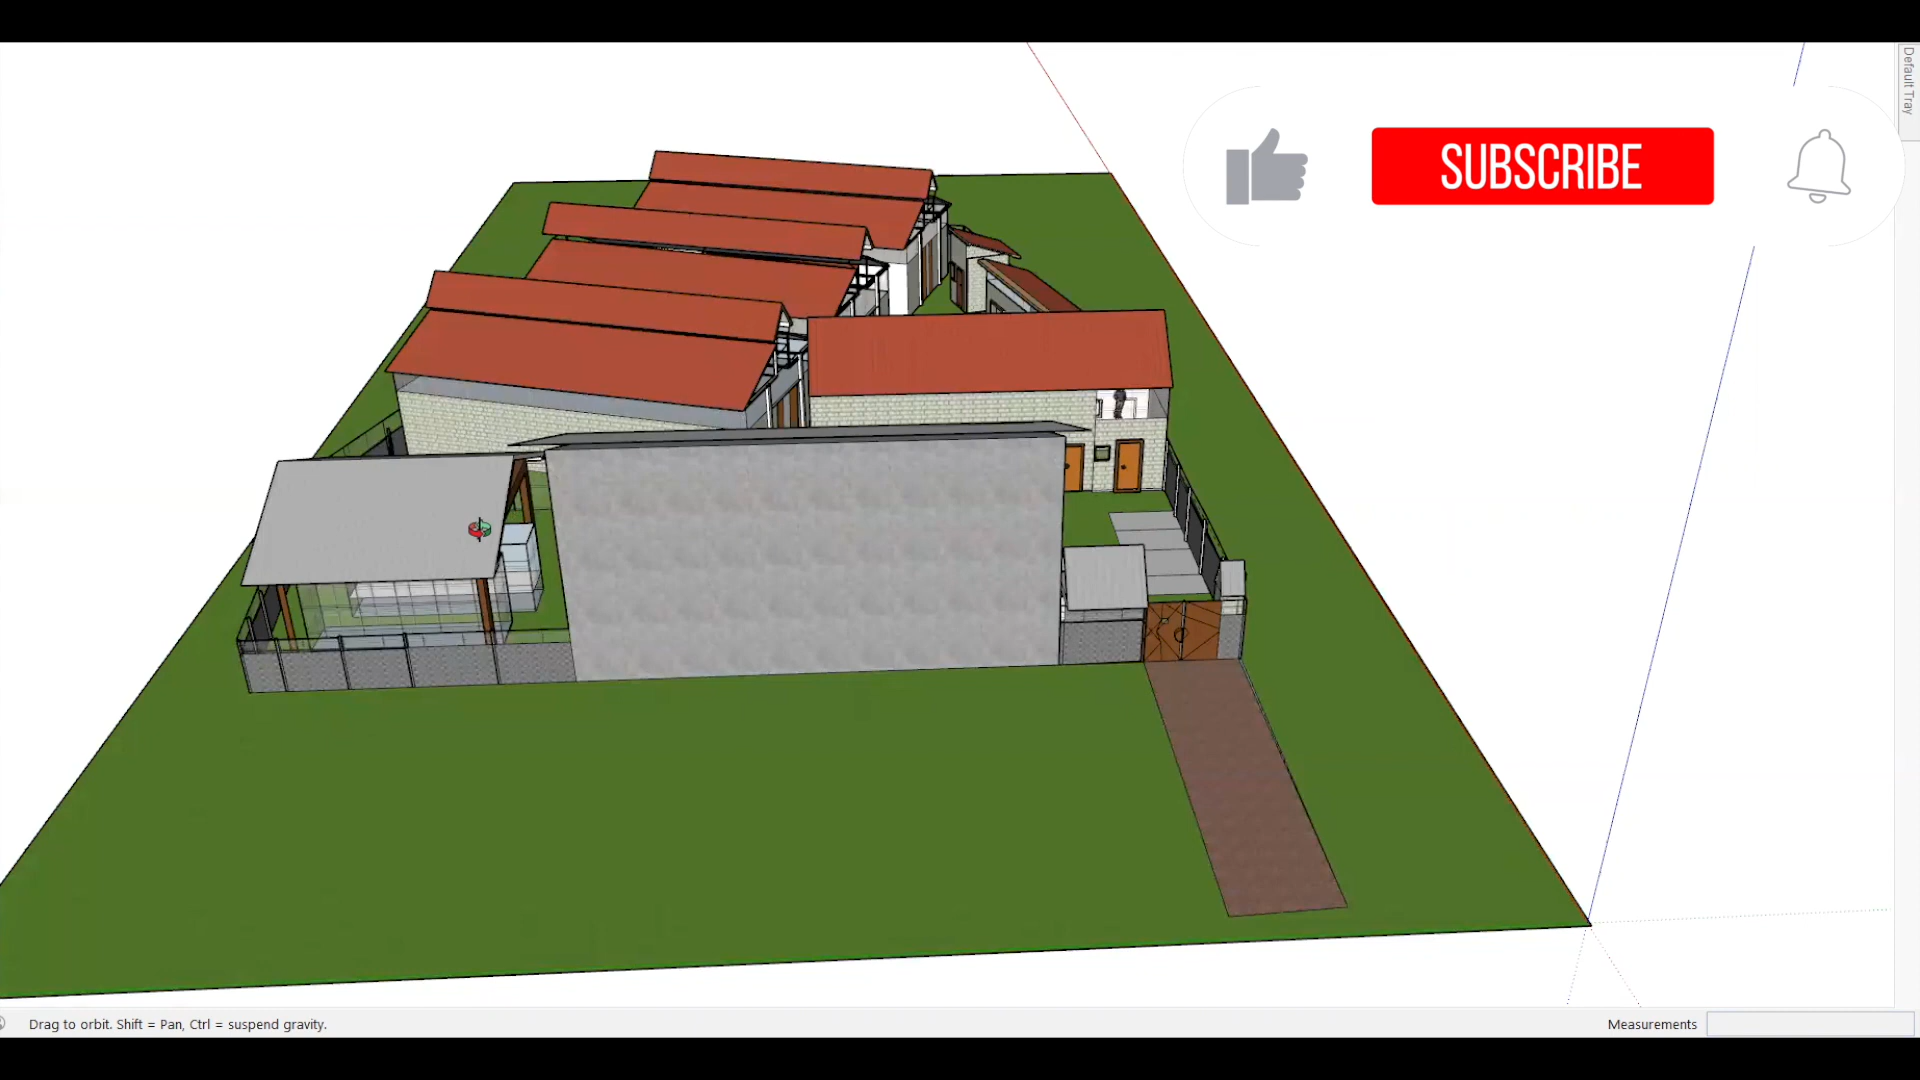 Default Tray
SUBSCRIBE
Drag to orbit. Shift = Pan, Ctrl = suspend gravity.
Measurements